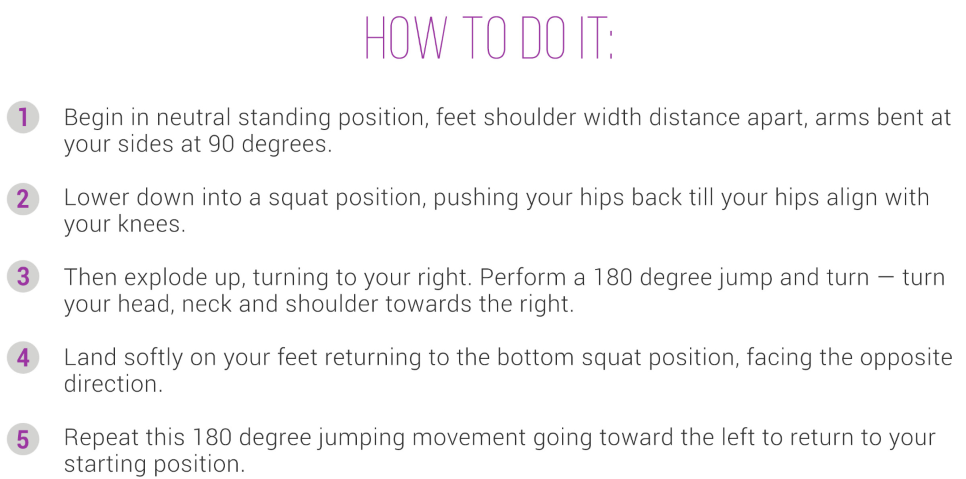 HOW TO DO IT:
1 Begin in neutral standing position, feet shoulder width distance apart, arms bent at
your sides at 90 degrees.
2 Lower down into a squat position, pushing your hips back till your hips align with
your knees.
3 Then explode up, turning to your right. Perform a 180 degree jump and turn — turn
your head, neck and shoulder towards the right.
4 Land softly on your feet returning to the bottom squat position, facing the opposite
direction.
5 Repeat this 180 degree jumping movement going toward the left to return to your
starting position.